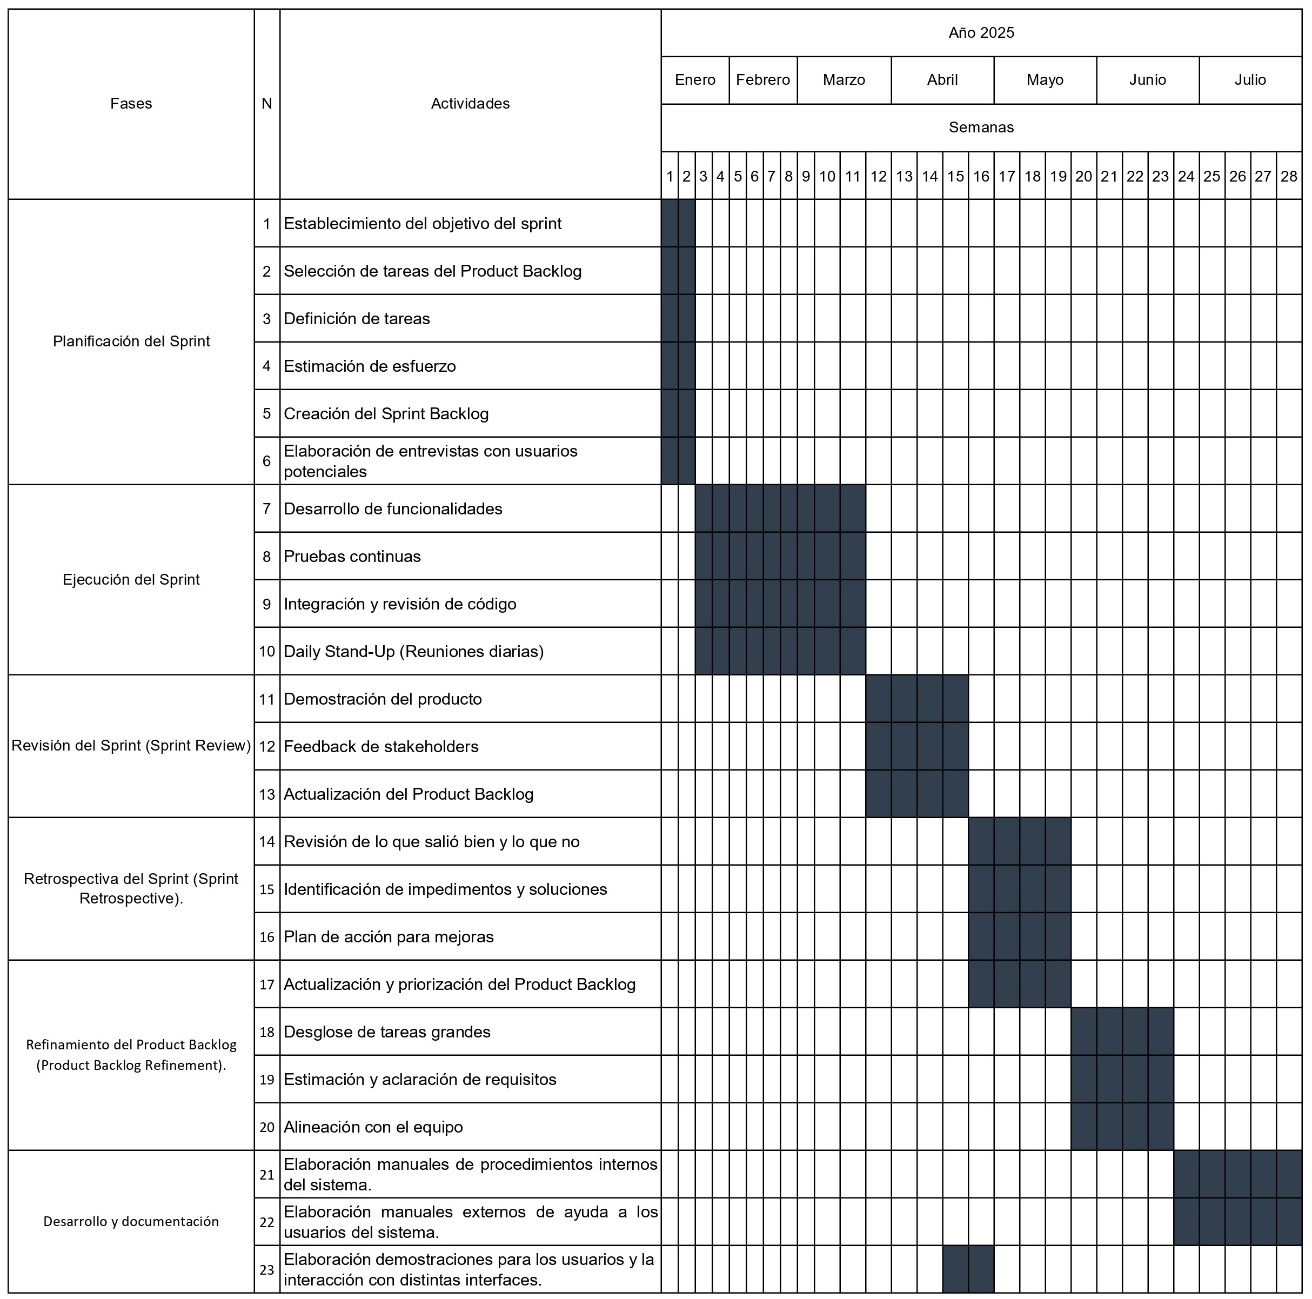 Año 2025
Enero Febrero Marzo Abril Mayo Junio Julio
Fases N Actividades
Semanas
1 2 3 4 5 6 7 8 9 10 11 12 13 14 15 16 17 18 19 20 21 22 23 24 25 26 27 28
Planificación del Sprint
1 Establecimiento del objetivo del sprint
2 Selección de tareas del Product Backlog
3 Definición de tareas
4 Estimación de esfuerzo
5 Creación del Sprint Backlog
6 Elaboración de entrevistas con usuarios
potenciales
Ejecución del Sprint
7 Desarrollo de funcionalidades
8 Pruebas continuas
9 Integración y revisión de código
10 Daily Stand-Up (Reuniones diarias)
Revisión del Sprint (Sprint Review)
11 Demostración del producto
12 Feedback de stakeholders
13 Actualización del Product Backlog
Retrospectiva del Sprint (Sprint
Retrospective).
14 Revisión de lo que salió bien y lo que no
15 Identificación de impedimentos y soluciones
16 Plan de acción para mejoras
Refinamiento del Product Backlog
(Product Backlog Refinement).
17 Actualización y priorización del Product Backlog
18 Desglose de tareas grandes
19 Estimación y aclaración de requisitos
20 Alineación con el equipo
Desarrollo y documentación
21 Elaboración manuales de procedimientos internos
del sistema.
22 Elaboración manuales externos de ayuda a los
usuarios del sistema.
23 Elaboración demostraciones para los usuarios y la
interacción con distintas interfaces.